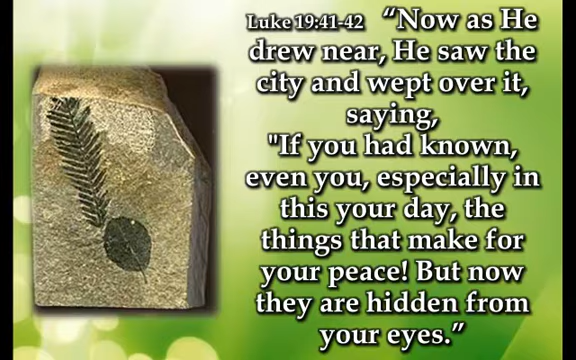 Luke 19:41-42 “Now as He
drew near, He saw the
city and wept over it,
saying,
"If you had known,
even you, especially in
this your day, the
things that make for
your peace! But now
they are hidden from
your eyes.”